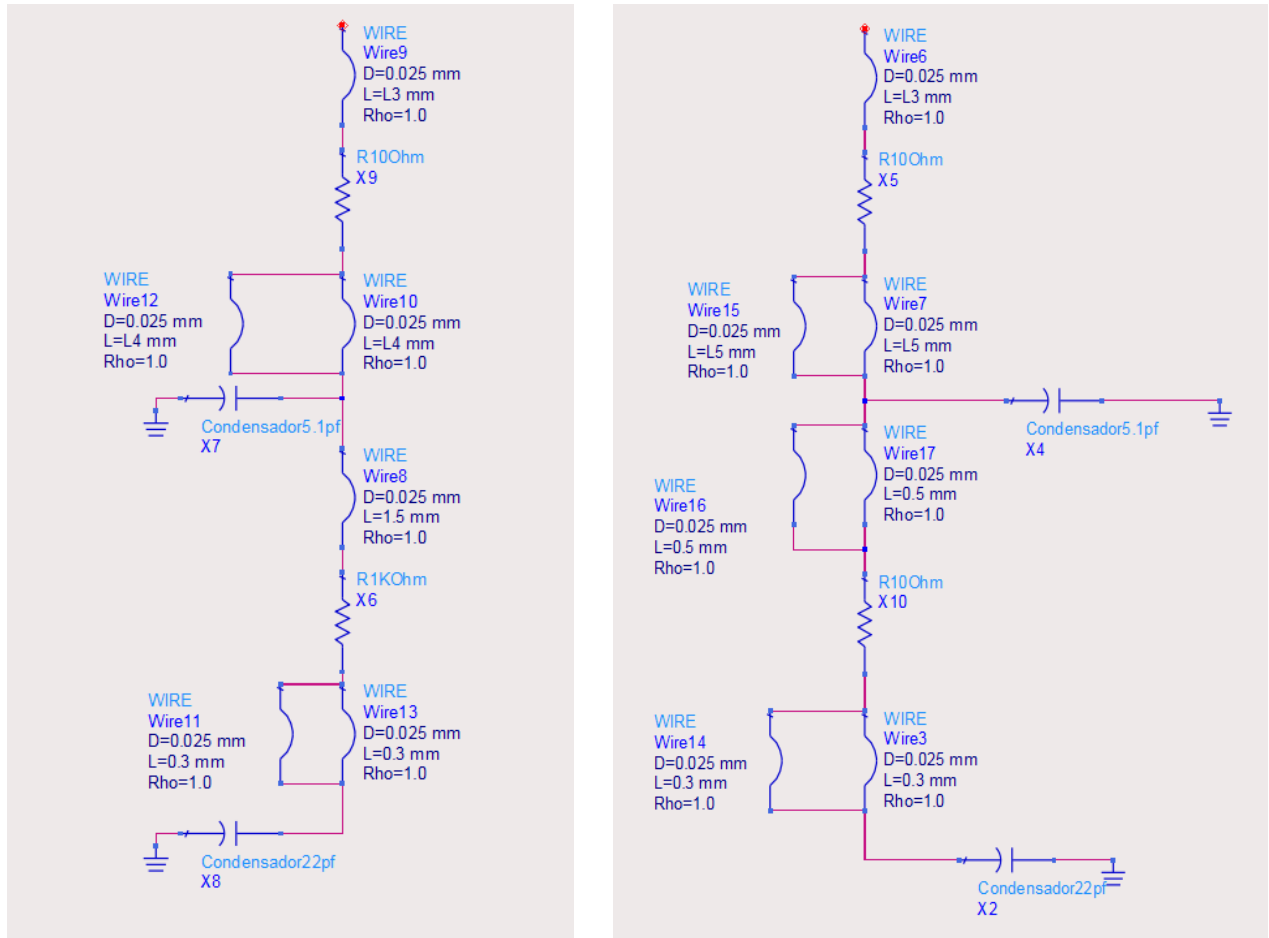 WIRE
Wire9
D=0.025 mm
L=L3 mm
Rho=1.0
R10Ohm
X9
WIRE
Wire12
D=0.025 mm
L=L4 mm
Rho=1.0
WIRE
Wire10
D=0.025 mm
L=L4 mm
Rho=1.0
Condensador5.1pf
X7
WIRE
Wire8
D=0.025 mm
L=1.5 mm
Rho=1.0
R1KOhm
X6
WIRE
Wire11
D=0.025 mm
L=0.3 mm
Rho=1.0
WIRE
Wire13
D=0.025 mm
L=0.3 mm
Rho=1.0
Condensador22pf
X8
WIRE
Wire6
D=0.025 mm
L=L3 mm
Rho=1.0
R10Ohm
X5
WIRE
Wire15
D=0.025 mm
L=L5 mm
Rho=1.0
WIRE
Wire7
D=0.025 mm
L=L5 mm
Rho=1.0
Condensador5.1pf
X4
WIRE
Wire17
D=0.025 mm
L=0.5 mm
Rho=1.0
WIRE
Wire16
D=0.025 mm
L=0.5 mm
Rho=1.0
R10Ohm
X10
WIRE
Wire14
D=0.025 mm
L=0.3 mm
Rho=1.0
WIRE
Wire3
D=0.025 mm
L=0.3 mm
Rho=1.0
Condensador22pf
X2